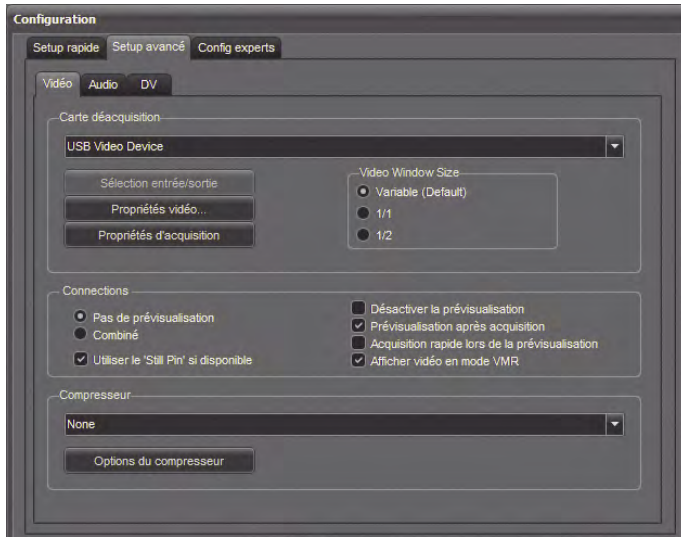 Configuration
Setup rapide Setup avancé Config experts
Vidéo Audio DV
Carte déacquisition
USB Video Device
Sélection entrée/sortie
Propriétés vidéo...
Propriétés d'acquisition
Video Window Size
Variable (Default)
1/1
1/2
Connections
Pas de prévisualisation
Combiné
Utiliser le 'Still Pin' si disponible
Désactiver la prévisualisation
Prévisualisation après acquisition
Acquisition rapide lors de la prévisualisation
Afficher vidéo en mode VMR
Compresseur
None
Options du compresseur